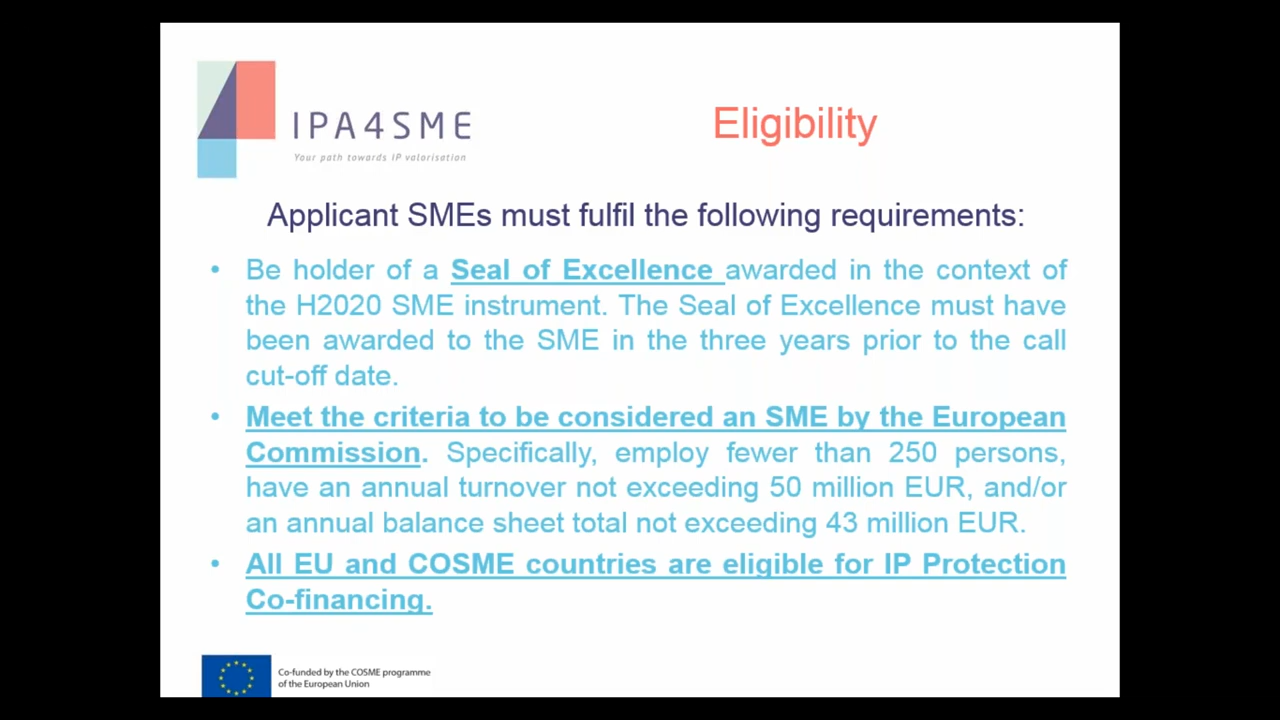 IPA4SME
Your path towards IP valorisation
Eligibility
Applicant SMEs must fulfil the following requirements:
• Be holder of a Seal of Excellence awarded in the context of
the H2020 SME instrument. The Seal of Excellence must have
been awarded to the SME in the three years prior to the call
cut-off date.
• Meet the criteria to be considered an SME by the European
Commission. Specifically, employ fewer than 250 persons,
have an annual turnover not exceeding 50 million EUR, and/or
an annual balance sheet total not exceeding 43 million EUR.
• All EU and COSME countries are eligible for IP Protection
Co-financing.
Co-funded by the COSME programme
of the European Union